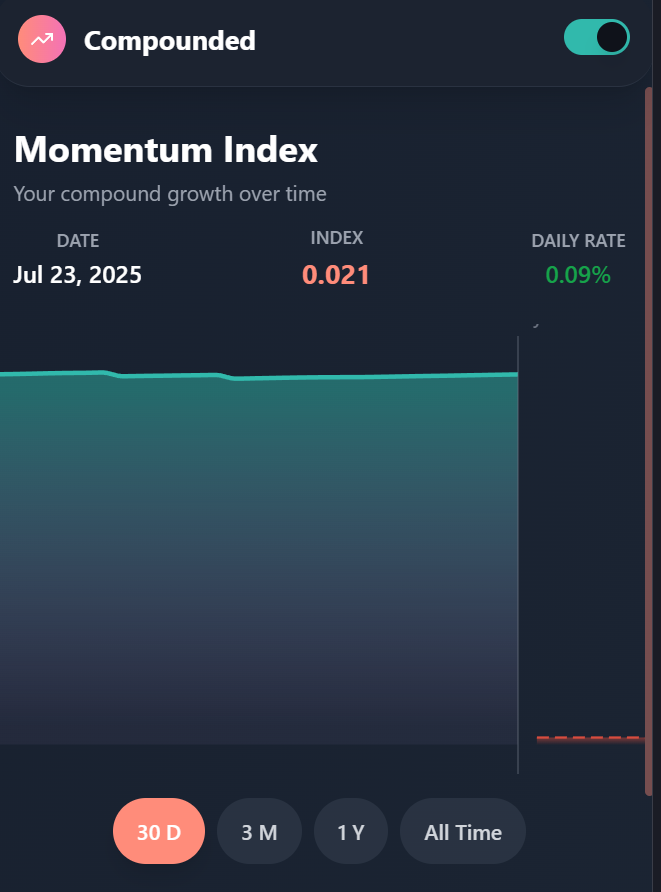 Compounded
Momentum Index
Your compound growth over time
DATE INDEX DAILY RATE
Jul 23, 2025 0.021 0.09%
30 D 3 M 1 Y All Time